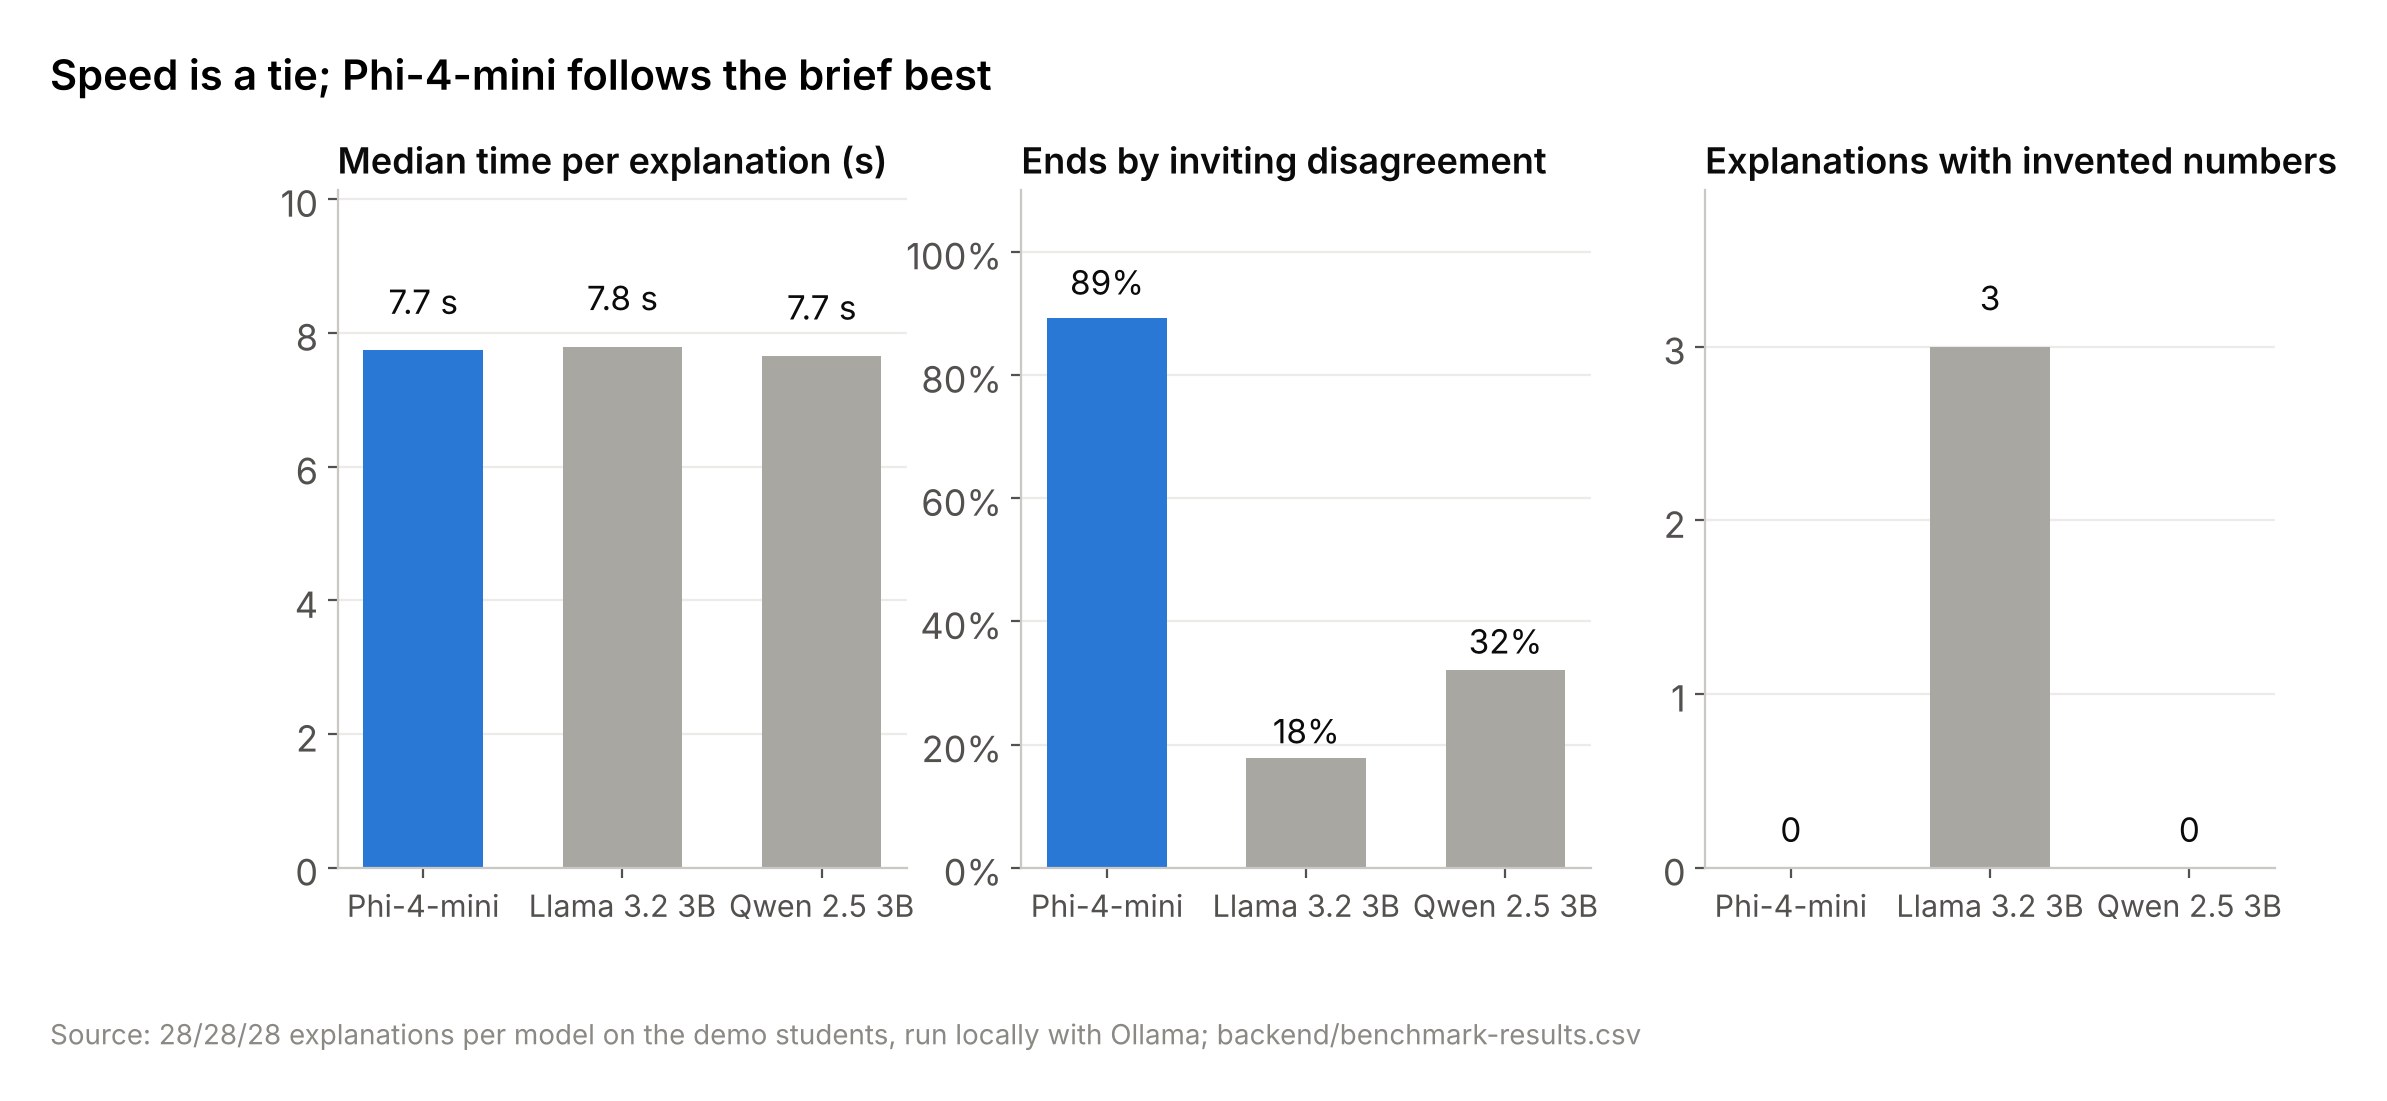 Speed is a tie; Phi-4-mini follows the brief best
Median time per explanation (s)
10
8
6
4
2
0
7.7 s
7.8 s
7.7 s
Phi-4-mini
Llama 3.2 3B
Qwen 2.5 3B
Ends by inviting disagreement
100%
80%
60%
40%
20%
0%
89%
18%
32%
Phi-4-mini
Llama 3.2 3B
Qwen 2.5 3B
Explanations with invented numbers
3
2
1
0
0
3
0
Phi-4-mini
Llama 3.2 3B
Qwen 2.5 3B
Source: 28/28/28 explanations per model on the demo students, run locally with Ollama; backend/benchmark-results.csv